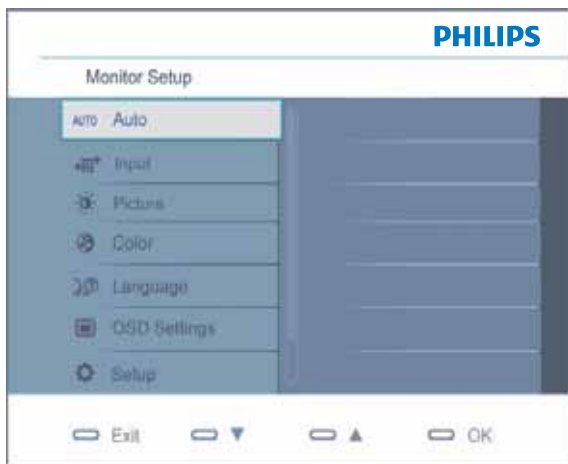 PHILIPS
Monitor Setup
AUTO Auto
Input
Picture
Color
Language
OSD Settings
Setup
Exit ▼ ▲ OK